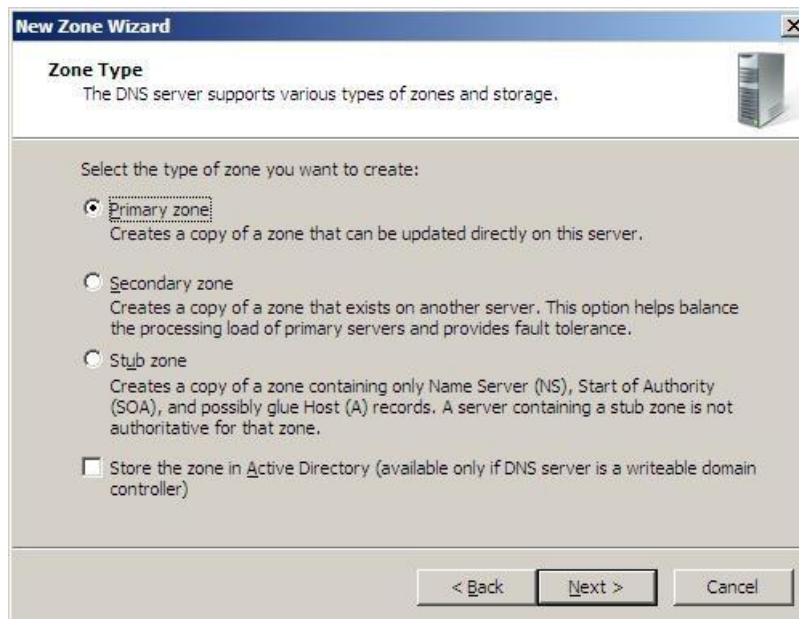 New Zone Wizard
Zone Type
The DNS server supports various types of zones and storage.
Select the type of zone you want to create:
Primary zone
Creates a copy of a zone that can be updated directly on this server.
Secondary zone
Creates a copy of a zone that exists on another server. This option helps balance
the processing load of primary servers and provides fault tolerance.
Stub zone
Creates a copy of a zone containing only Name Server (NS), Start of Authority
(SOA), and possibly glue Host (A) records. A server containing a stub zone is not
authoritative for that zone.
Store the zone in Active Directory (available only if DNS server is a writeable domain
controller)
< Back Next > Cancel